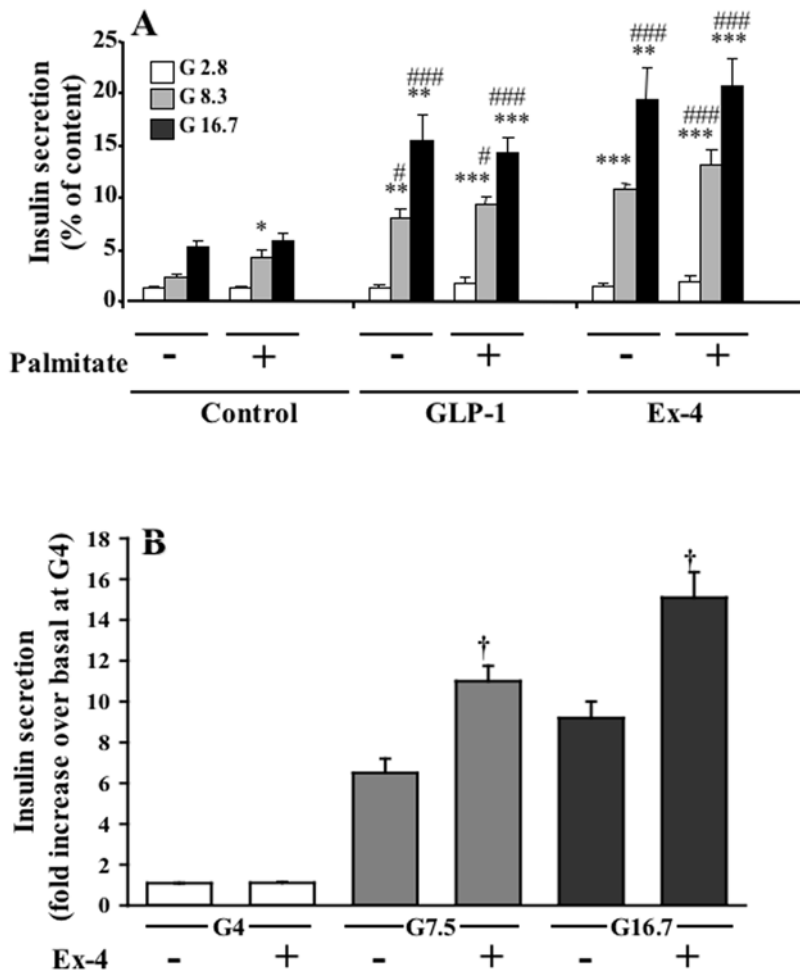 A
25
20
15
10
5
0
Insulin secretion
(% of content)
G 2.8
G 8.3
G 16.7
*
#
**
###
**
#
***
###
***
***
###
**
###
***
###
***
Palmitate - + - + - +
Control GLP-1 Ex-4
B
18
16
14
12
10
8
6
4
2
0
Insulin secretion
(fold increase over basal at G4)
†
†
G4 G7.5 G16.7
Ex-4 - + - + - +